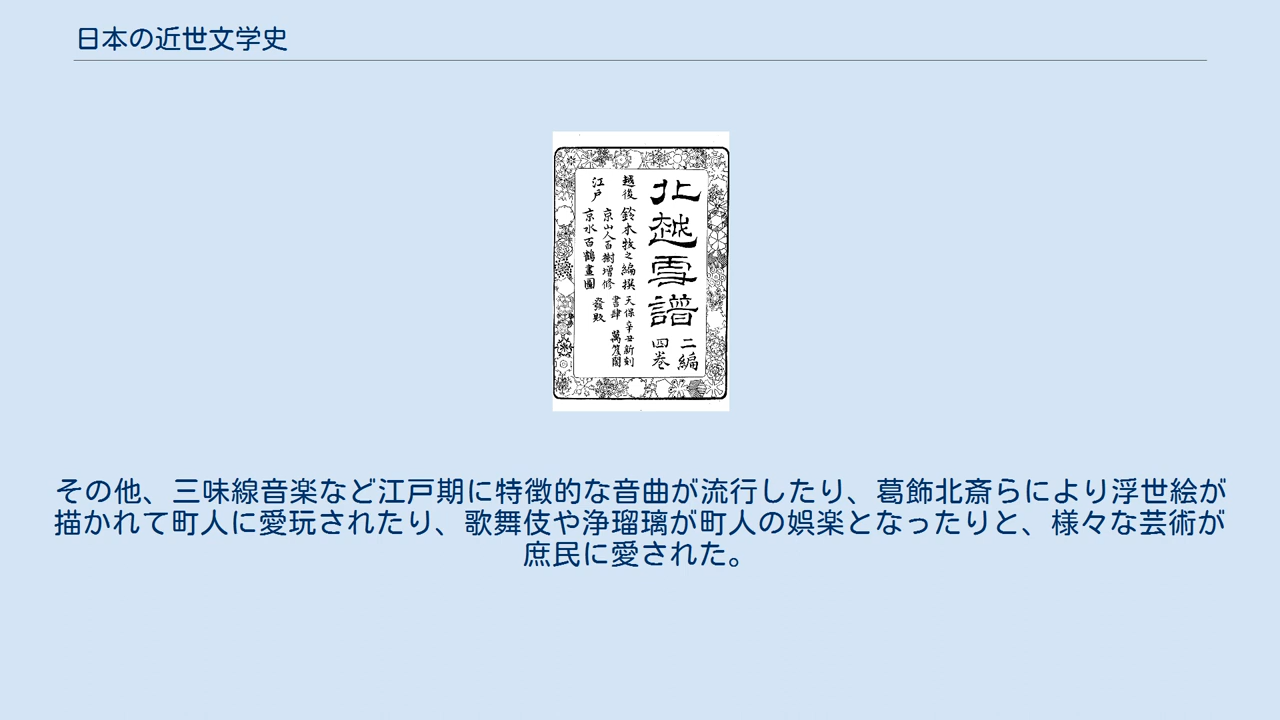 日本の近世文学史
北越雪譜
二編
四巻
越後 鈴木牧之編撰
京山人百樹増修
江戸
京水百鶴畫圖
天保辛丑新刻
書肆 萬笈閣
發販
その他、三味線音楽など江戸期に特徴的な音曲が流行したり、葛飾北斎らにより浮世絵が
描かれて町人に愛玩されたり、歌舞伎や浄瑠璃が町人の娯楽となったりと、様々な芸術が
庶民に愛された。